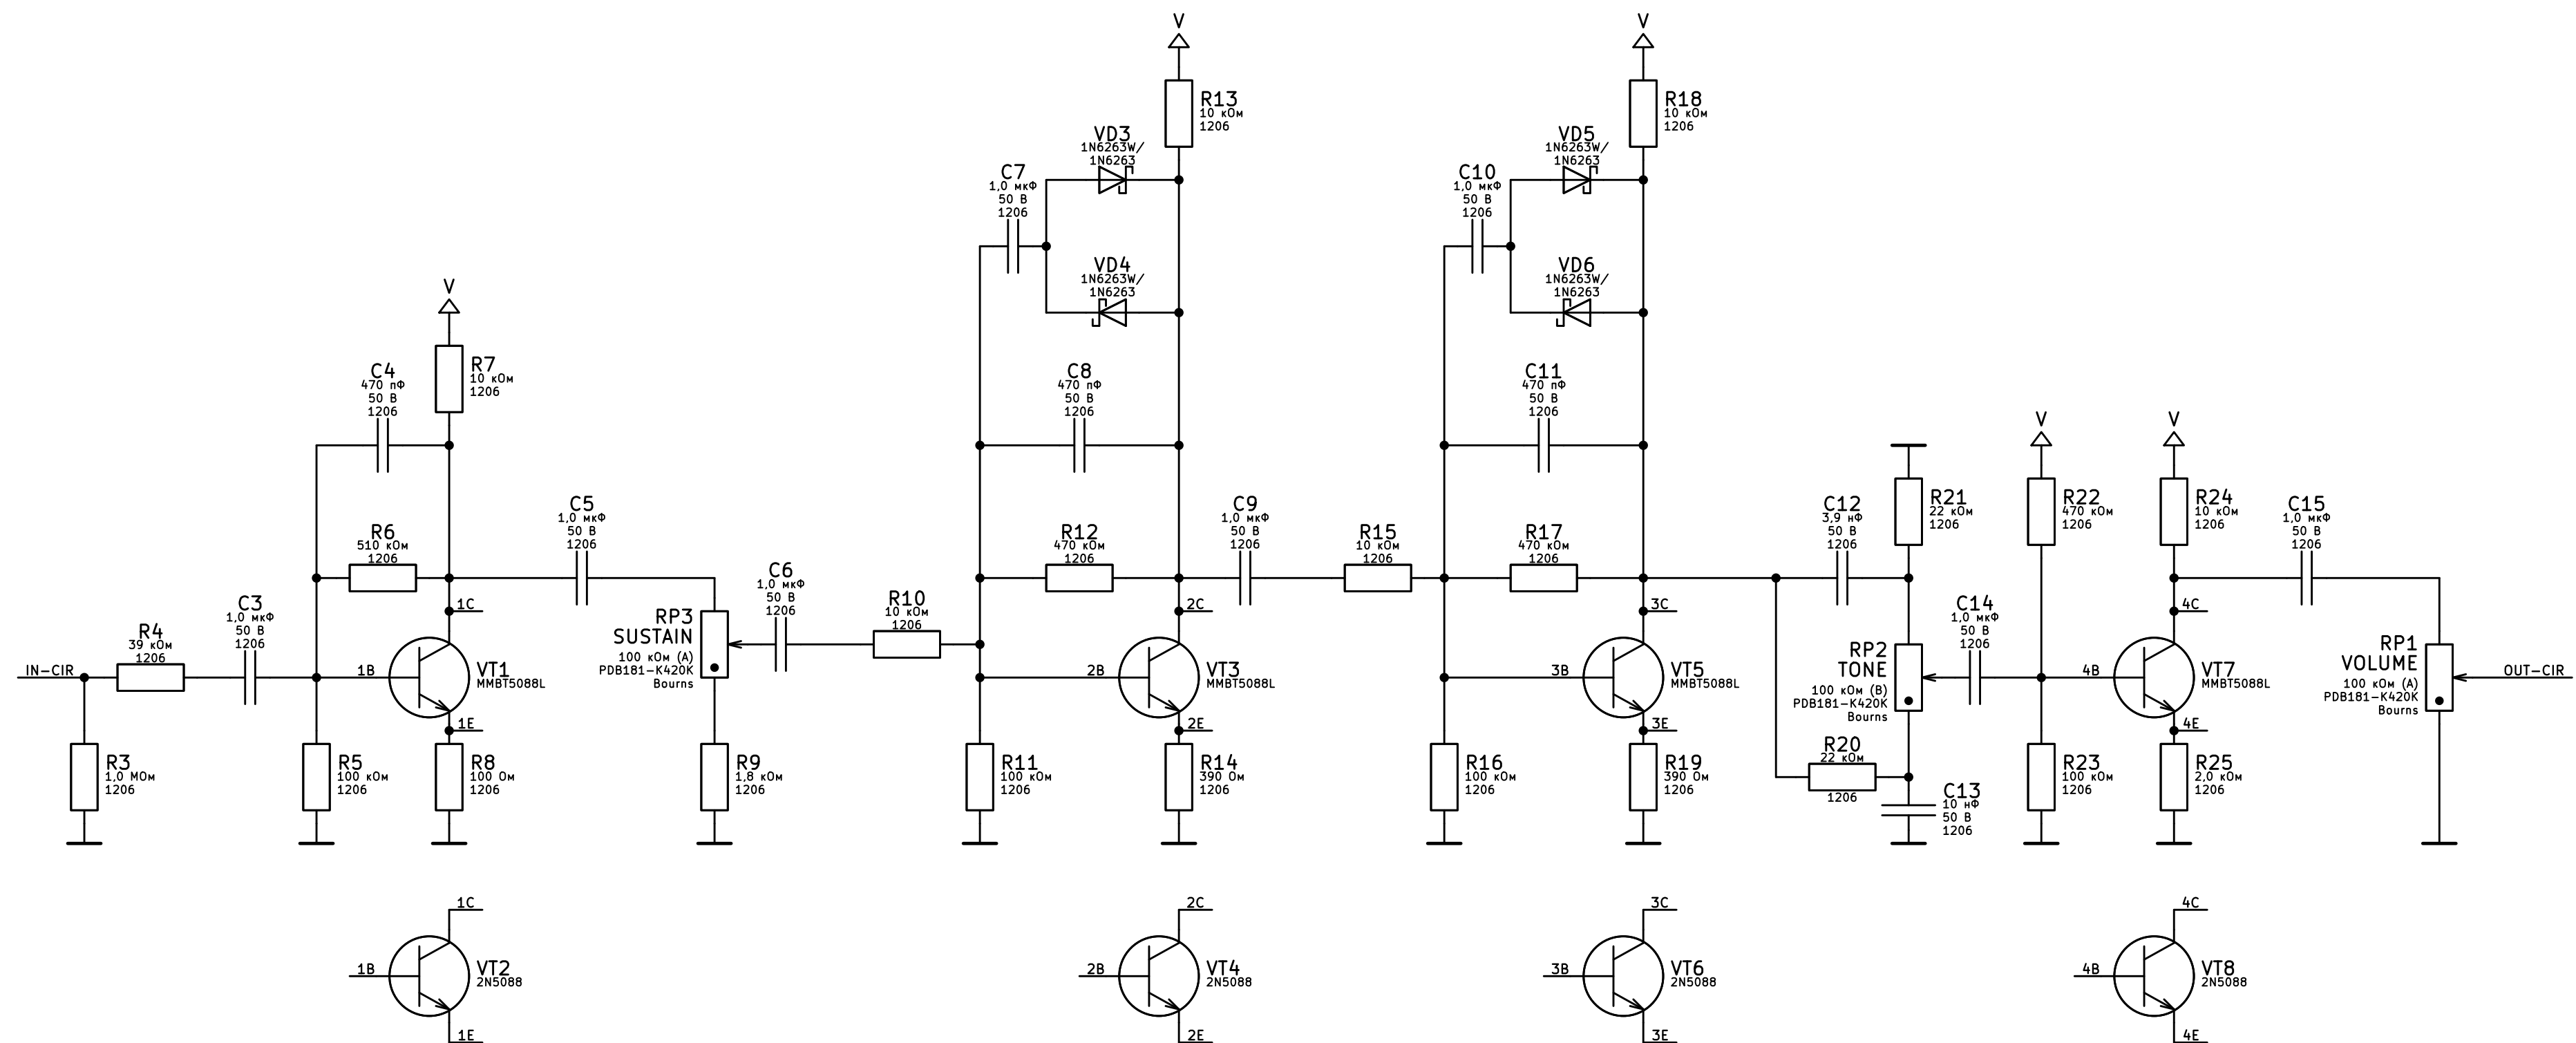 V
V
R13
10 кОм
1206
R18
10 кОм
1206
VD3
1N6263W/
1N6263
VD5
1N6263W/
1N6263
C7
1,0 мкФ
50 В
1206
C10
1,0 мкФ
50 В
1206
VD4
1N6263W/
1N6263
VD6
1N6263W/
1N6263
V
R7
10 кОм
1206
C4
470 пФ
50 В
1206
C8
470 пФ
50 В
1206
C11
470 пФ
50 В
1206
V
V
C5
1,0 мкФ
50 В
1206
C9
1,0 мкФ
50 В
1206
C12
3,9 нФ
50 В
1206
R21
22 кОм
1206
R22
470 кОм
1206
R24
10 кОм
1206
C15
1,0 мкФ
50 В
1206
R6
510 кОм
1206
R12
470 кОм
1206
R15
10 кОм
1206
R17
470 кОм
1206
C6
1,0 мкФ
50 В
1206
R10
10 кОм
1206
C3
1,0 мкФ
50 В
1206
R4
39 кОм
1206
1C
2C
3C
4C
C14
1,0 мкФ
50 В
1206
RP3
SUSTAIN
100 кОм (A)
PDB181-K420K
Bourns
RP2
TONE
100 кОм (B)
PDB181-K420K
Bourns
RP1
VOLUME
100 кОм (A)
PDB181-K420K
Bourns
IN-CIR
1B
VT1
MMBT5088L
2B
VT3
MMBT5088L
3B
VT5
MMBT5088L
4B
VT7
MMBT5088L
OUT-CIR
1E
2E
3E
4E
R3
1,0 МОм
1206
R5
100 кОм
1206
R8
100 Ом
1206
R9
1,8 кОм
1206
R11
100 кОм
1206
R14
390 Ом
1206
R16
100 кОм
1206
R19
390 Ом
1206
R20
22 кОм
1206
C13
10 нФ
50 В
1206
R23
100 кОм
1206
R25
2,0 кОм
1206
1C
2C
3C
4C
1B
VT2
2N5088
2B
VT4
2N5088
3B
VT6
2N5088
4B
VT8
2N5088
1E
2E
3E
4E